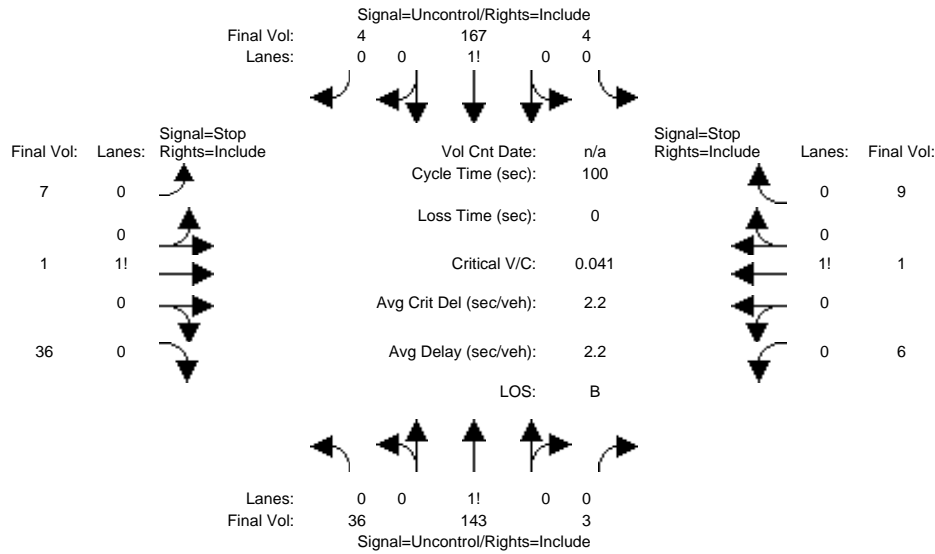 Signal=Uncontrol/Rights=Include
Final Vol: 4 167 4
Lanes: 0 0 1! 0 0
Signal=Stop
Final Vol: Lanes: Rights=Include
Vol Cnt Date: n/a
Signal=Stop
Rights=Include Lanes: Final Vol:
Cycle Time (sec): 100
7 0
0 9
Loss Time (sec): 0
0
0
1 1!
Critical V/C: 0.041
1! 1
0
Avg Crit Del (sec/veh): 2.2
0
36 0
Avg Delay (sec/veh): 2.2
0 6
LOS: B
Lanes: 0 0 1! 0 0
Final Vol: 36 143 3
Signal=Uncontrol/Rights=Include